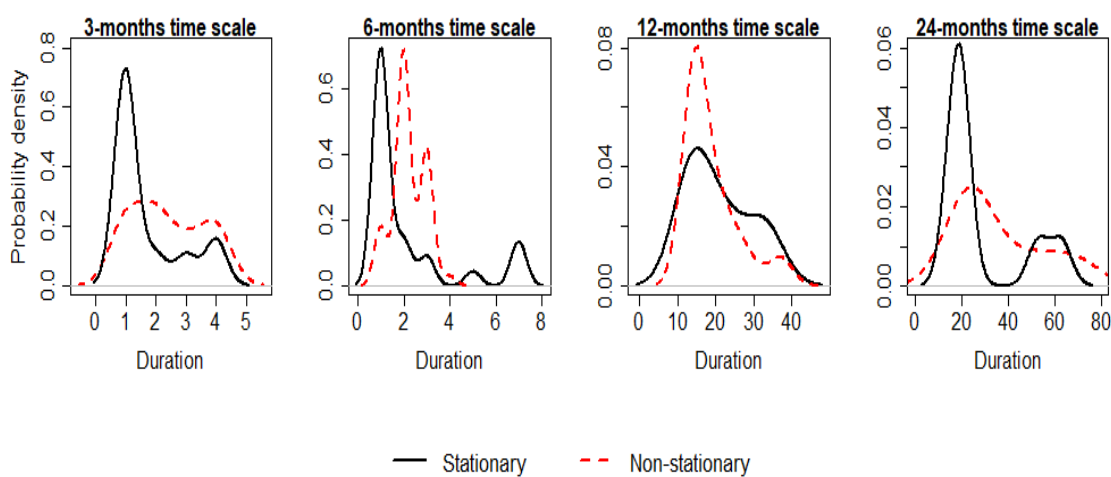 3-months time scale
6-months time scale
12-months time scale
24-months time scale
Probability density
0.0 0.2 0.4 0.6 0.8
0 1 2 3 4 5
Duration
0.0 0.2 0.4 0.6
0 2 4 6 8
Duration
0.00 0.04 0.08
0 10 20 30 40
Duration
0.00 0.02 0.04 0.06
0 20 40 60 80
Duration
Stationary
Non-stationary